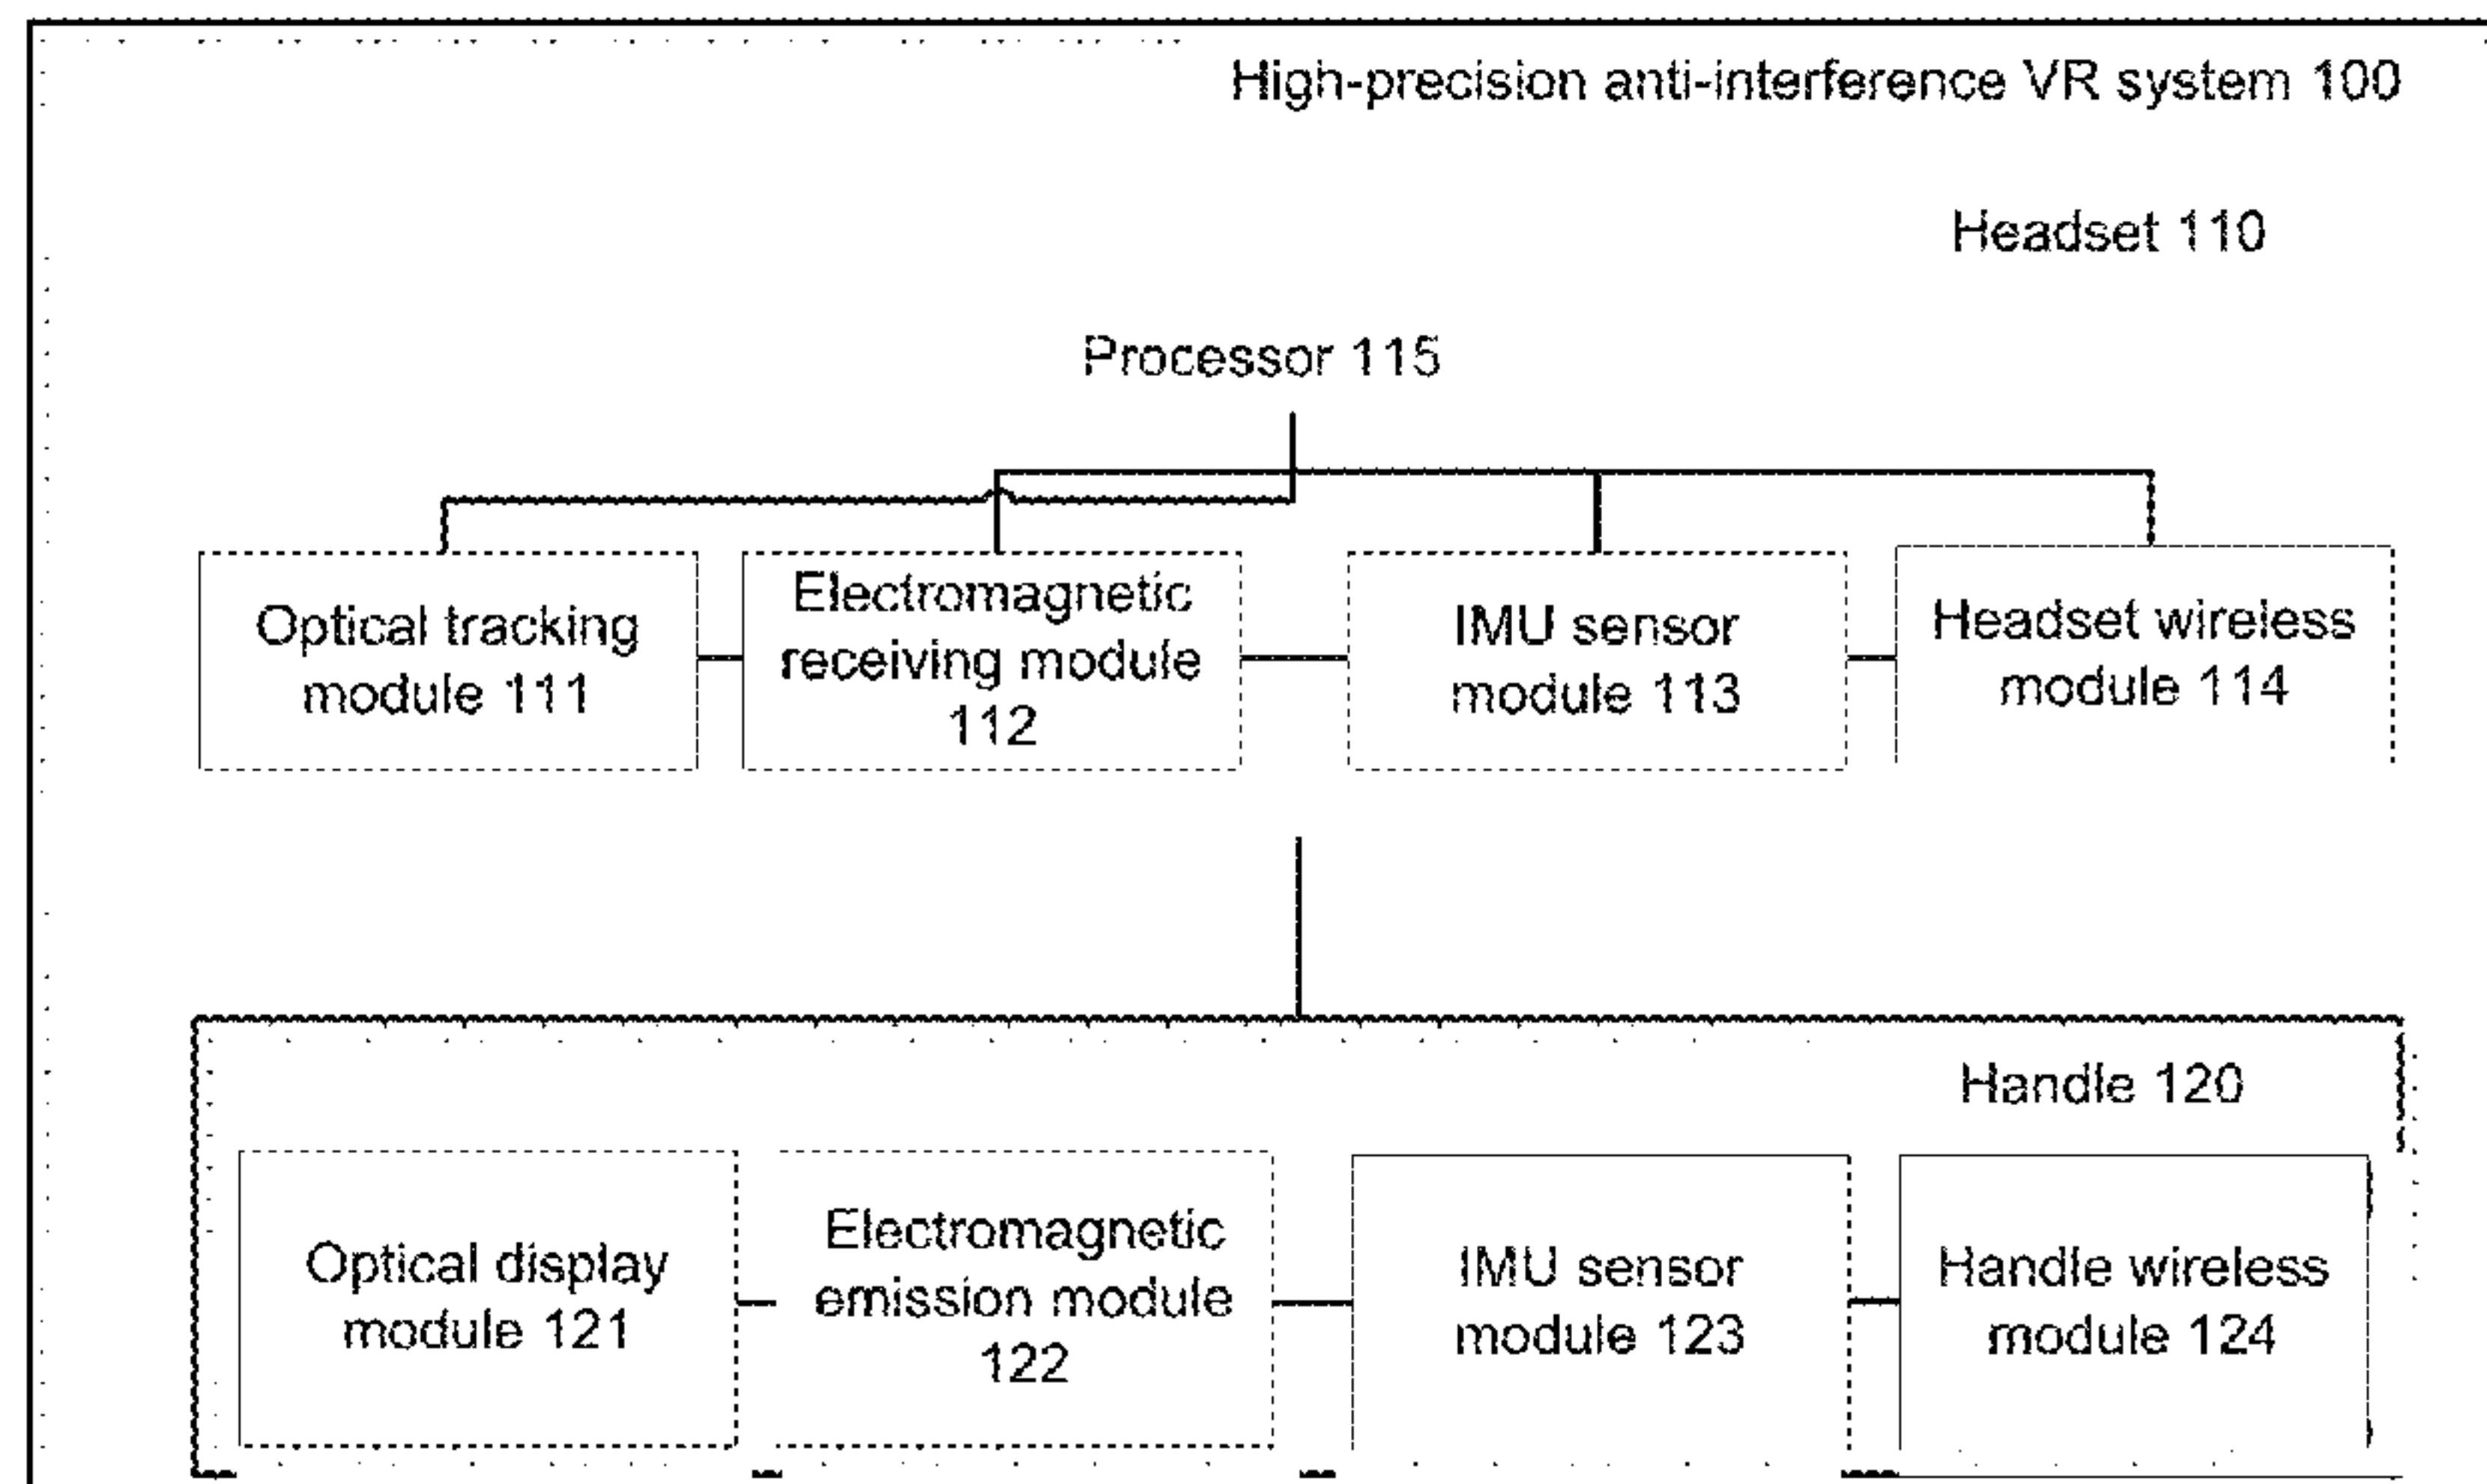 High-precision anti-interference VR system 100
Headset 110
Processor 115
Optical tracking
module 111
Electromagnetic
receiving module
112
IMU sensor
module 113
Headset wireless
module 114
Handle 120
Optical display
module 121
Electromagnetic
emission module
122
IMU sensor
module 123
Handle wireless
module 124